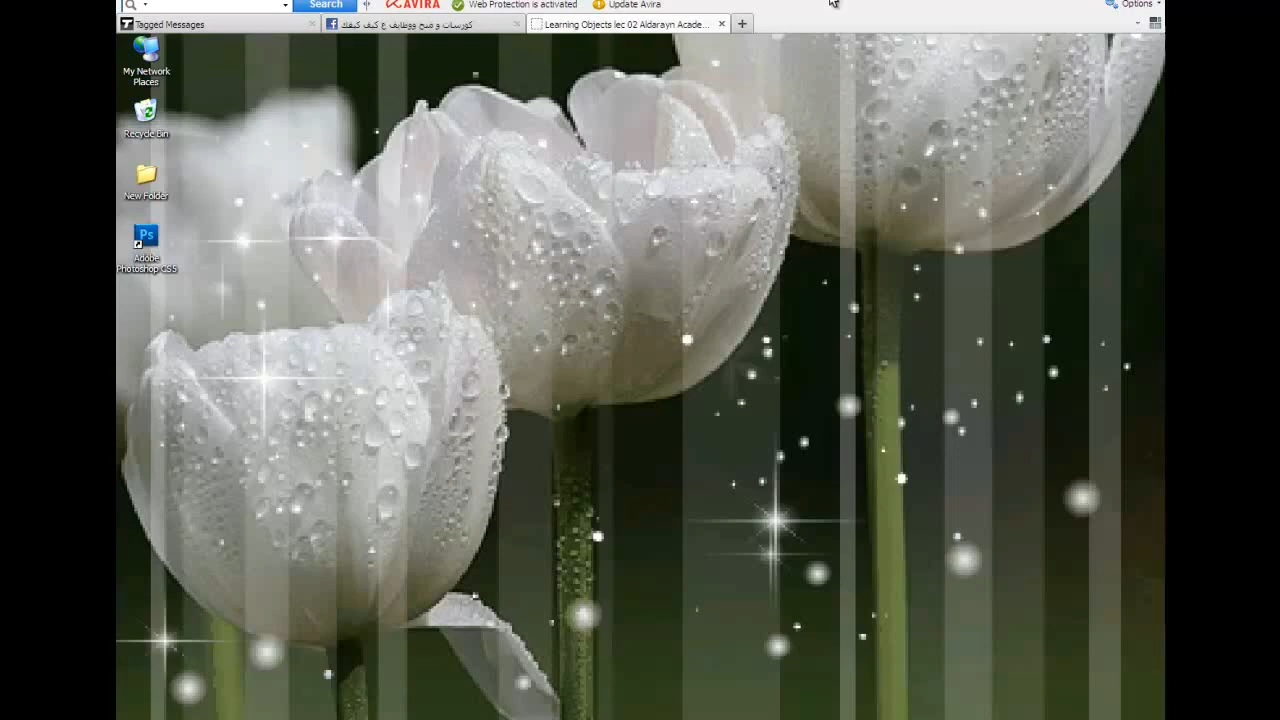 Search AVIRA Web Protection is activated Update Avira Options
Tagged Messages كورسات و منح ووظايف ع كيف كيفك Learning Objects lec 02 Aldarayn Acade...
My Network
Places
Recycle Bin
New Folder
Ps
Adobe
Photoshop CS5